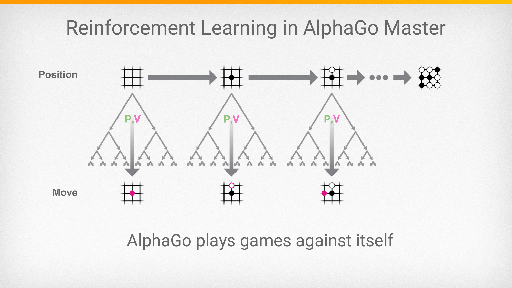 Reinforcement Learning in AlphaGo Master
Position
P,V P,V P,V
Move
AlphaGo plays games against itself